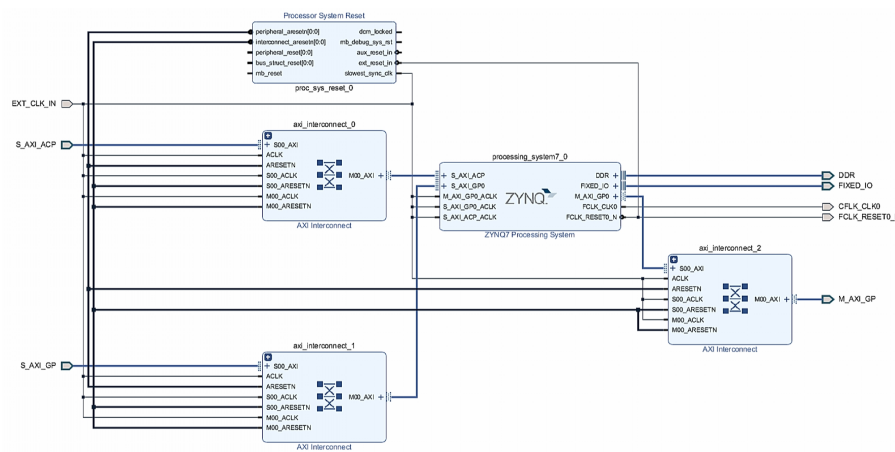 Processor System Reset
peripheral_aresetn[0:0] dcm_locked
interconnect_aresetn[0:0] mb_debug_sys_rst
peripheral_reset[0:0] aux_reset_in
bus_struct_reset[0:0] ext_reset_in
mb_reset slowest_sync_clk
proc_sys_reset_0
EXT_CLK_IN
axi_interconnect_0
S_AXI_ACP
S00_AXI
ACLK
ARESETN
S00_ACLK M00_AXI
S00_ARESETN
M00_ACLK
M00_ARESETN
AXI Interconnect
processing_system7_0
S_AXI_ACP DDR
S_AXI_GP0 FIXED_IO
M_AXI_GP0_ACLK M_AXI_GP0
S_AXI_GP0_ACLK FCLK_CLK0
S_AXI_ACP_ACLK FCLK_RESET0_N
ZYNQ
ZYNQ7 Processing System
DDR
FIXED_IO
CFLK_CLK0
FCLK_RESET0_
axi_interconnect_2
S00_AXI
ACLK
ARESETN
S00_ACLK M00_AXI
S00_ARESETN
M00_ACLK
M00_ARESETN
AXI Interconnect
M_AXI_GP
axi_interconnect_1
S_AXI_GP
S00_AXI
ACLK
ARESETN
S00_ACLK M00_AXI
S00_ARESETN
M00_ACLK
M00_ARESETN
AXI Interconnect